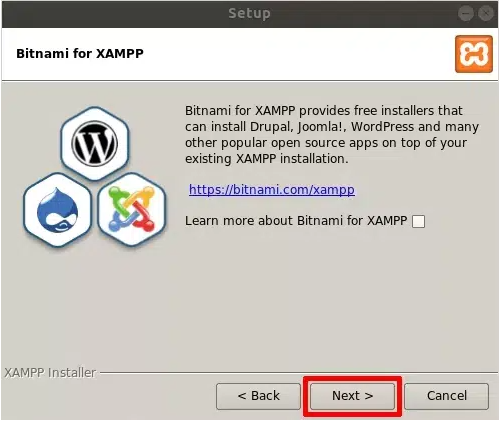 Setup
Bitnami for XAMPP
Bitnami for XAMPP provides free installers that
can install Drupal, Joomla!, WordPress and many
other popular open source apps on top of your
existing XAMPP installation.
https://bitnami.com/xampp
Learn more about Bitnami for XAMPP
XAMPP Installer
< Back
Next >
Cancel